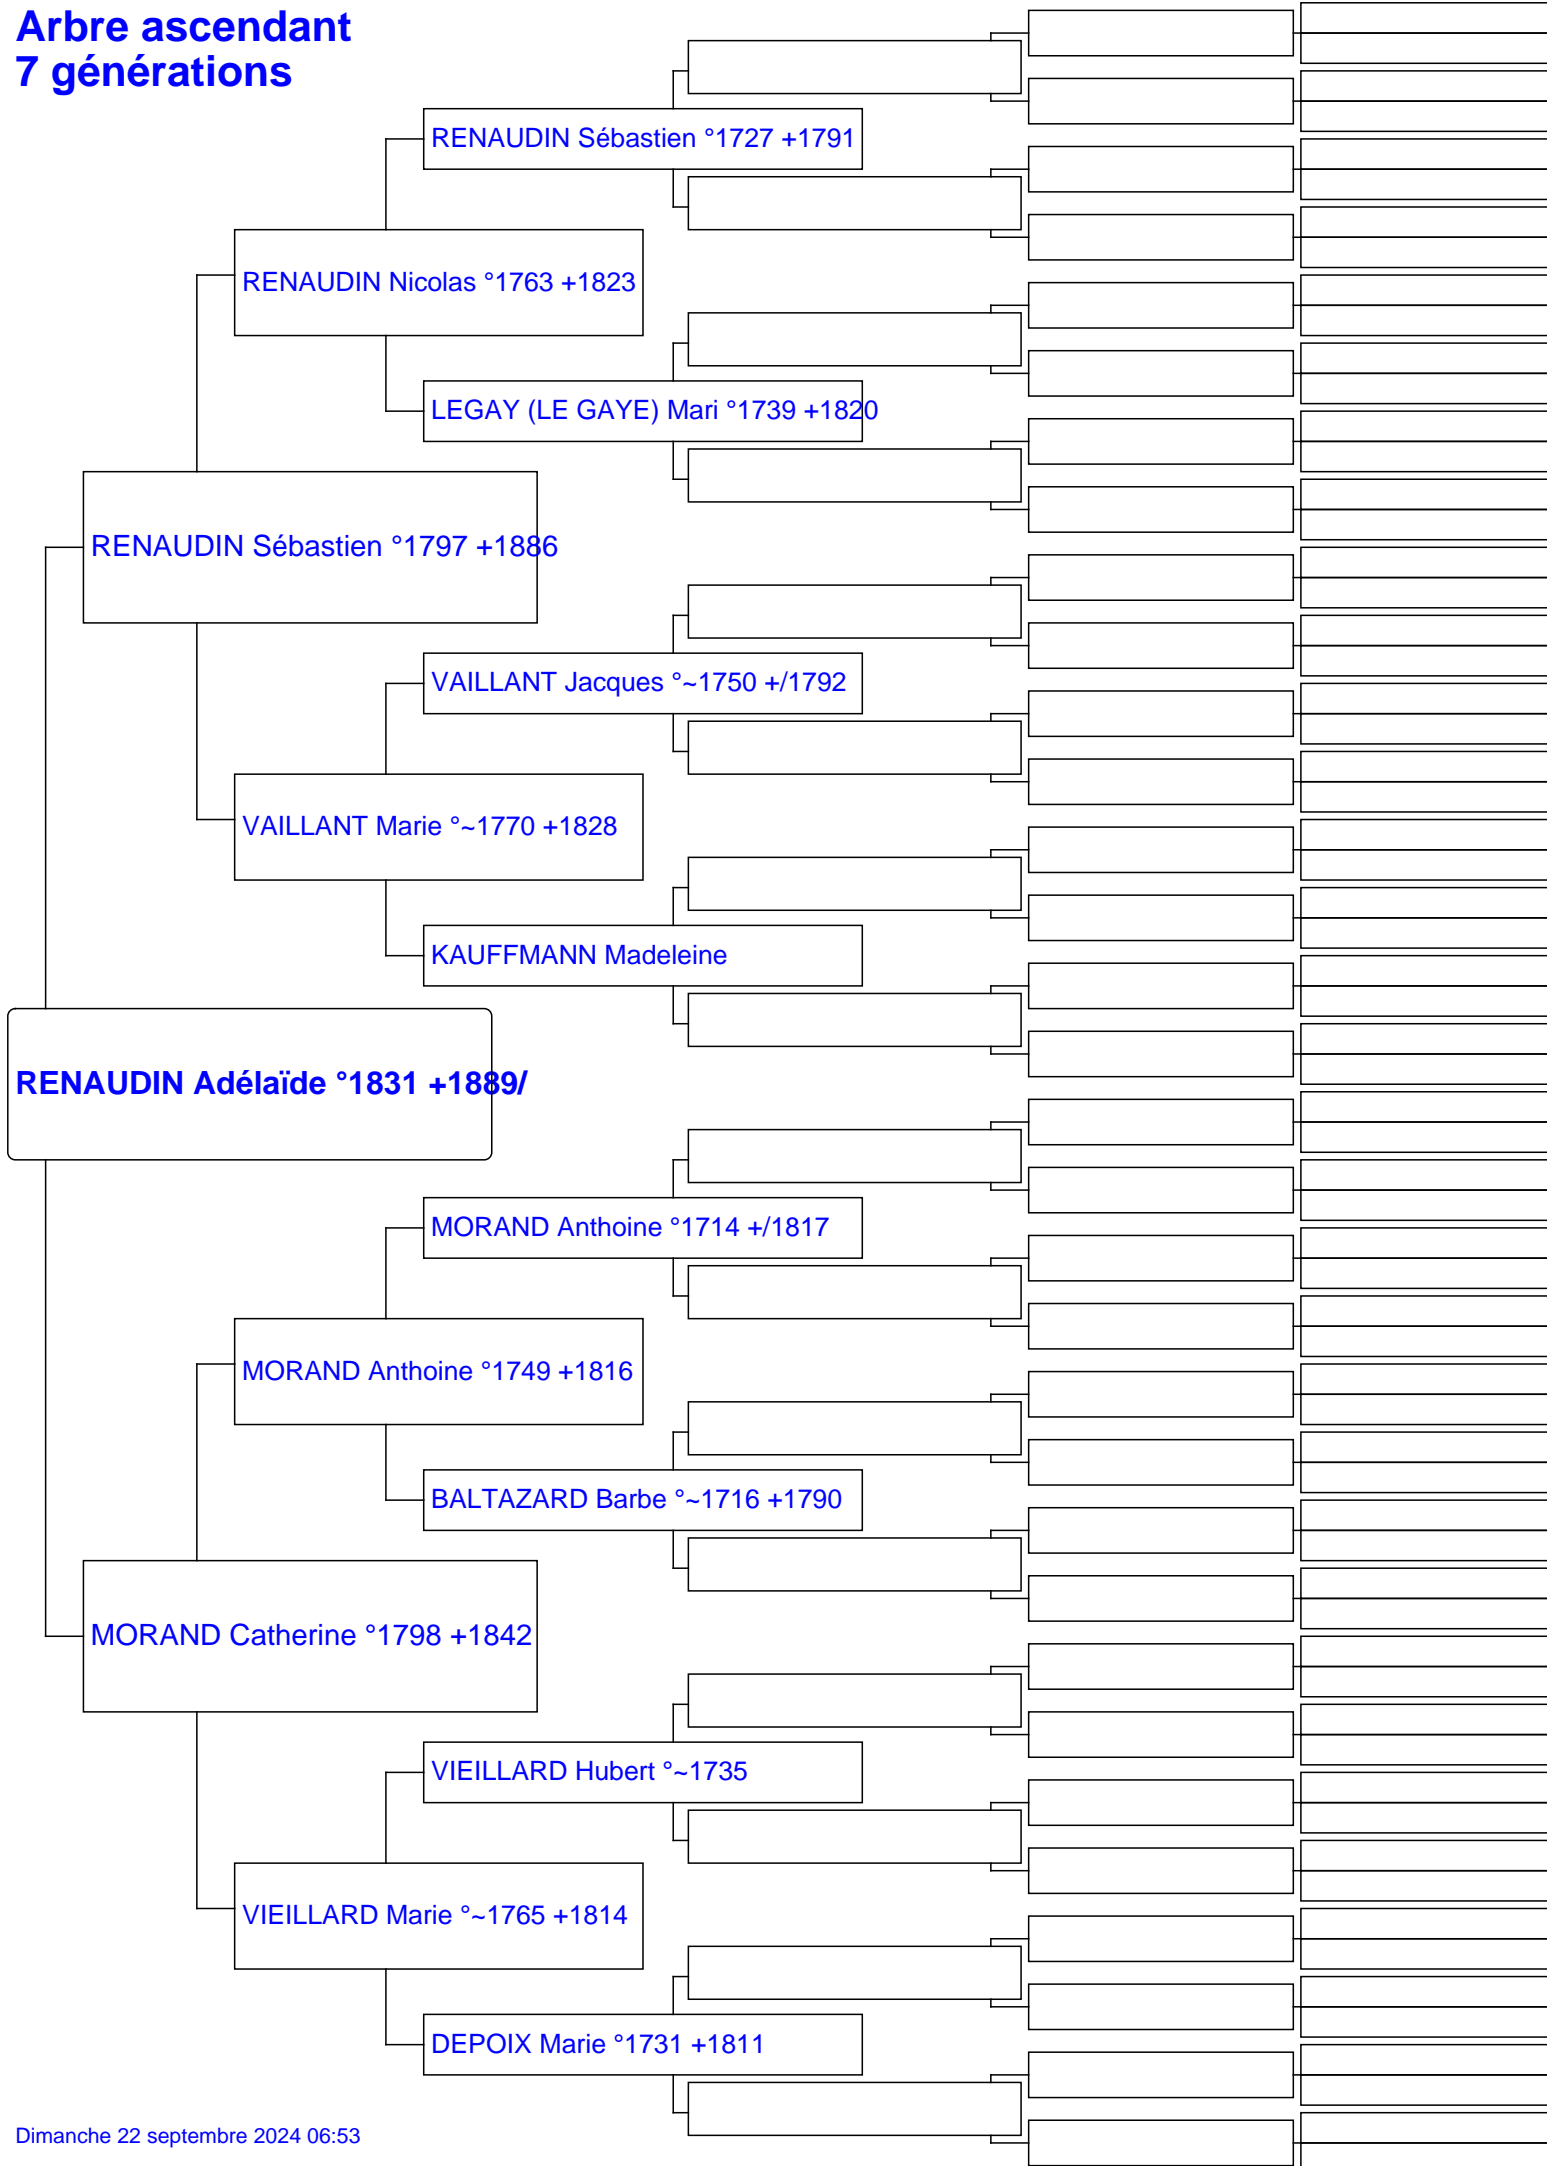 Arbre ascendant
7 générations
RENAUDIN Sébastien °1727 +1791
RENAUDIN Nicolas °1763 +1823
LEGAY (LE GAYE) Mari °1739 +1820
RENAUDIN Sébastien °1797 +1886
VAILLANT Jacques °~1750 +/1792
VAILLANT Marie °~1770 +1828
KAUFFMANN Madeleine
RENAUDIN Adélaïde °1831 +1889/
MORAND Anthoine °1714 +/1817
MORAND Anthoine °1749 +1816
BALTAZARD Barbe °~1716 +1790
MORAND Catherine °1798 +1842
VIEILLARD Hubert °~1735
VIEILLARD Marie °~1765 +1814
DEPOIX Marie °1731 +1811
Dimanche 22 septembre 2024 06:53